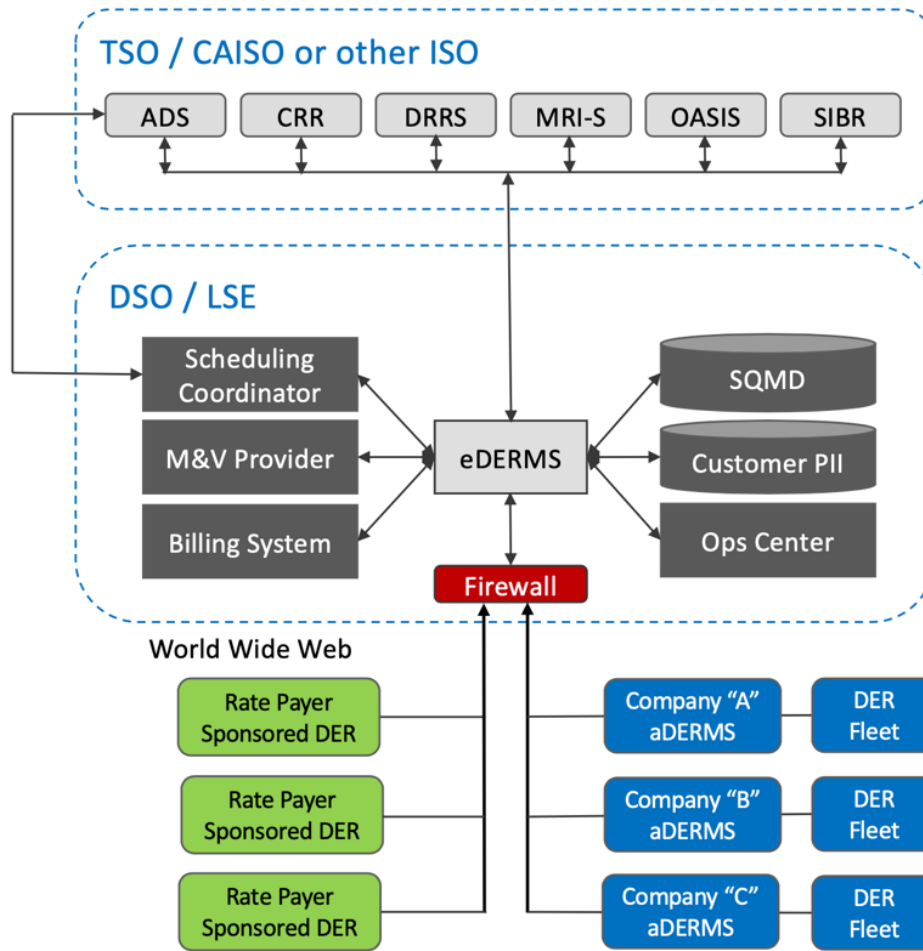 TSO / CAISO or other ISO
ADS
CRR
DRRS
MRI-S
OASIS
SIBR
DSO / LSE
Scheduling
Coordinator
M&V Provider
Billing System
eDERMS
SQMD
Customer PII
Ops Center
Firewall
World Wide Web
Rate Payer
Sponsored DER
Company “A”
aDERMS
DER
Fleet
Rate Payer
Sponsored DER
Company “B”
aDERMS
DER
Fleet
Rate Payer
Sponsored DER
Company “C”
aDERMS
DER
Fleet